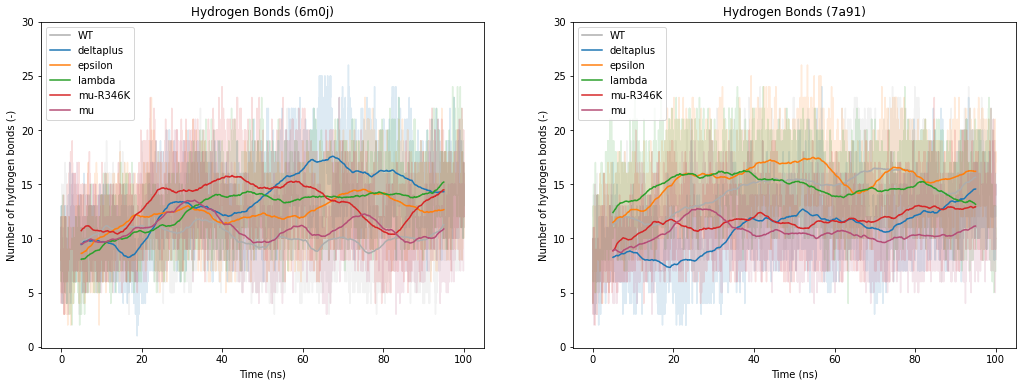 Hydrogen Bonds (6m0j)
Number of hydrogen bonds (-)
30
25
20
15
10
5
0
WT
deltaplus
epsilon
lambda
mu-R346K
mu
0 20 40 60 80 100
Time (ns)
Hydrogen Bonds (7a91)
Number of hydrogen bonds (-)
30
25
20
15
10
5
0
WT
deltaplus
epsilon
lambda
mu-R346K
mu
0 20 40 60 80 100
Time (ns)